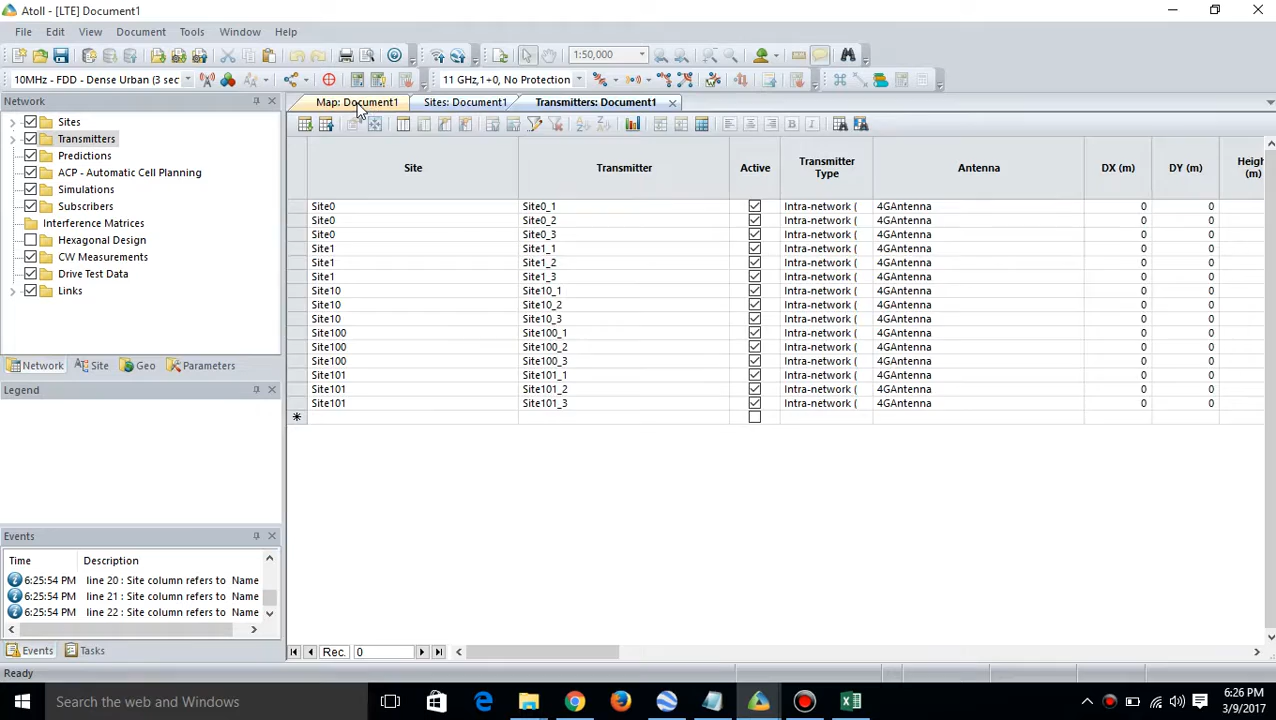 Atoll - [LTE] Document1
File Edit View Document Tools Window Help
1:50,000
10MHz - FDD - Dense Urban (3 sec 11 GHz,1+0, No Protection
Network
Map: Document1 Sites: Document1 Transmitters: Document1
Sites
Transmitters
Predictions
ACP - Automatic Cell Planning
Simulations
Subscribers
Interference Matrices
Hexagonal Design
CW Measurements
Drive Test Data
Links
Network Site Geo Parameters
Legend
Events
Time Description
6:25:54 PM line 20 : Site column refers to Name
6:25:54 PM line 21 : Site column refers to Name
6:25:54 PM line 22 : Site column refers to Name
Events Tasks
B I
Site Transmitter Active Transmitter Type Antenna DX (m) DY (m) Heigh (m)
Site0 Site0_1 Intra-network ( 4GAntenna 0 0
Site0 Site0_2 Intra-network ( 4GAntenna 0 0
Site0 Site0_3 Intra-network ( 4GAntenna 0 0
Site1 Site1_1 Intra-network ( 4GAntenna 0 0
Site1 Site1_2 Intra-network ( 4GAntenna 0 0
Site1 Site1_3 Intra-network ( 4GAntenna 0 0
Site10 Site10_1 Intra-network ( 4GAntenna 0 0
Site10 Site10_2 Intra-network ( 4GAntenna 0 0
Site10 Site10_3 Intra-network ( 4GAntenna 0 0
Site100 Site100_1 Intra-network ( 4GAntenna 0 0
Site100 Site100_2 Intra-network ( 4GAntenna 0 0
Site100 Site100_3 Intra-network ( 4GAntenna 0 0
Site101 Site101_1 Intra-network ( 4GAntenna 0 0
Site101 Site101_2 Intra-network ( 4GAntenna 0 0
Site101 Site101_3 Intra-network ( 4GAntenna 0 0
Rec. 0
Ready
Search the web and Windows
6:26 PM
3/9/2017